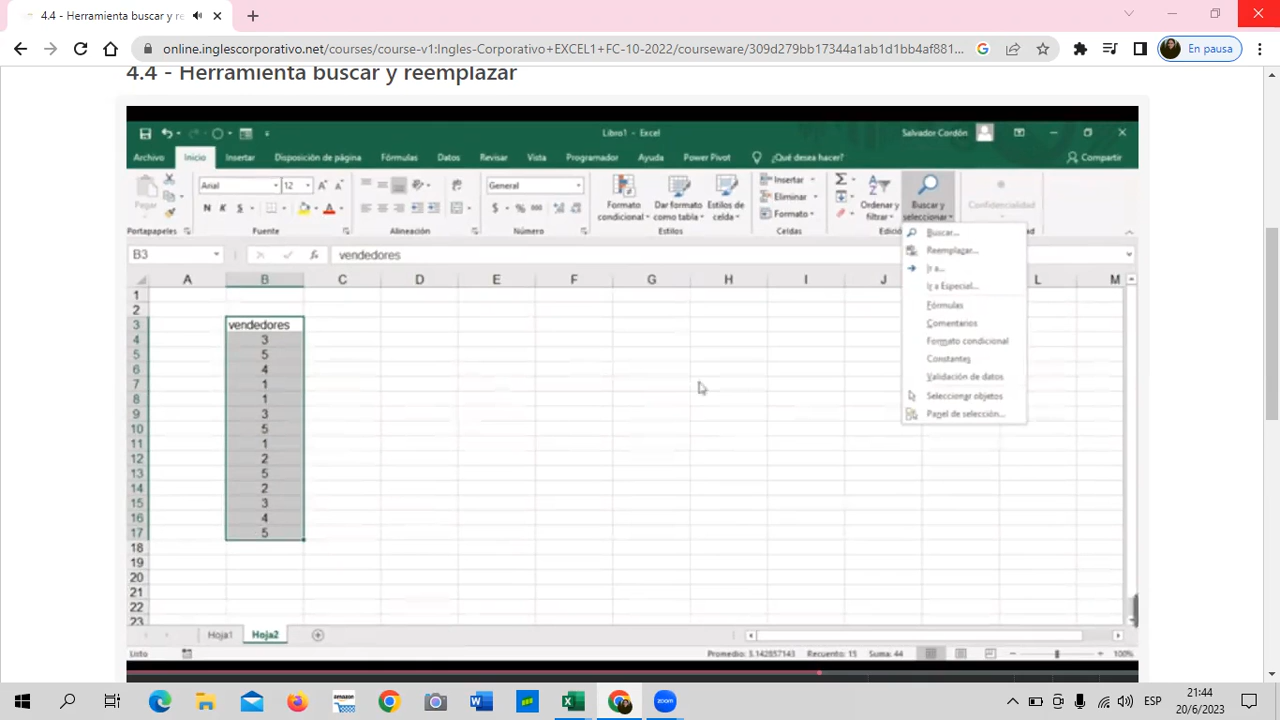 4.4 - Herramienta buscar y re
En pausa
online.inglescorporativo.net/courses/course-v1:Ingles-Corporativo+EXCEL1+FC-10-2022/courseware/309d279bb17344a1ab1d1bb4af881...
4.4 - Herramienta buscar y reemplazar
Libro1 - Excel
Salvador Cordón
Archivo Inicio Insertar Disposición de página Fórmulas Datos Revisar Vista Programador Ayuda Power Pivot ¿Qué desea hacer? Compartir
Pegar
Arial 12
N K S
General
$ % 000
Formato condicional
Dar formato como tabla
Estilos de celda
Insertar
Eliminar
Formato
Ordenar y filtrar
Buscar y seleccionar
Confidencialidad
Portapapeles Fuente Alineación Número Estilos Celdas Edició d
Buscar...
Reemplazar...
Ir a...
Ir a Especial...
Fórmulas
Comentarios
Formato condicional
Constantes
Validación de datos
Seleccionar objetos
Panel de selección...
B3 fx vendedores
A B C D E F G H I J L M
1
2
3 vendedores
4 3
5 5
6 4
7 1
8 1
9 3
10 5
11 1
12 2
13 5
14 2
15 3
16 4
17 5
18
19
20
21
22
23
Hoja1 Hoja2
Listo Promedio: 3.142857143 Recuento: 15 Suma: 44 100%
amazon
zoom
ESP
21:44
20/6/2023